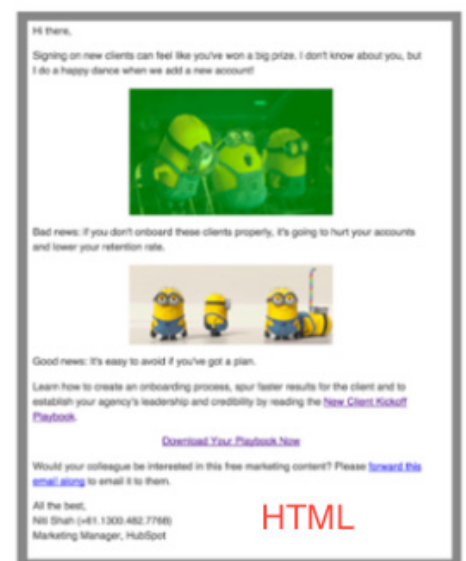 Hi there,
Signing on new clients can feel like you've won a big prize. I don't know about you, but
I do a happy dance when we add a new account!
Bad news: if you don't onboard these clients properly, it's going to hurt your accounts
and lower your retention rate.
Good news: It's easy to avoid if you've got a plan.
Learn how to create an onboarding process, spur faster results for the client and to
establish your agency's leadership and credibility by reading the New Client Kickoff
Playbook.
Download Your Playbook Now
Would your colleague be interested in this free marketing content? Please forward this
email along to email it to them.
All the best,
Niti Shah (+61.1300.482.7768)
Marketing Manager, HubSpot
HTML